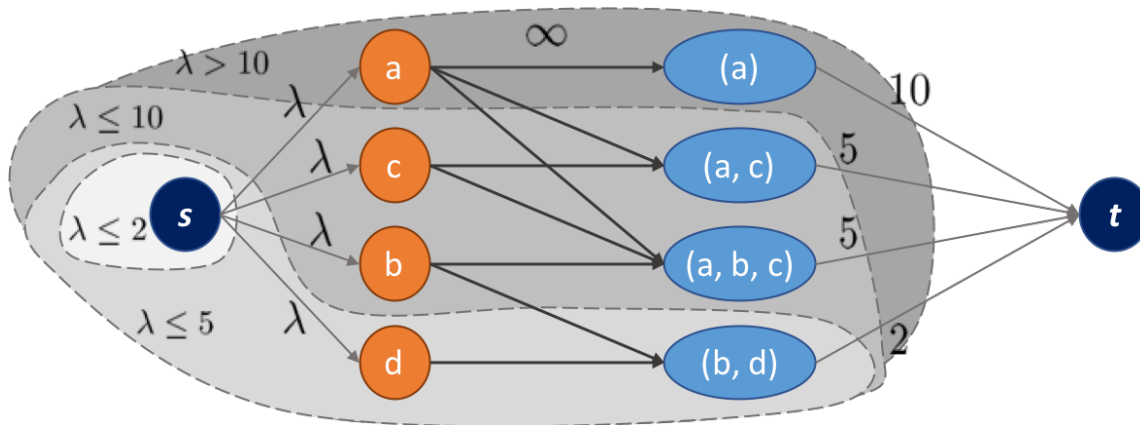 ∞
λ > 10
a
(a)
λ
10
λ ≤ 10
c
(a, c)
λ
5
s
λ ≤ 2
t
λ
b
(a, b, c)
5
λ ≤ 5
λ
d
(b, d)
2